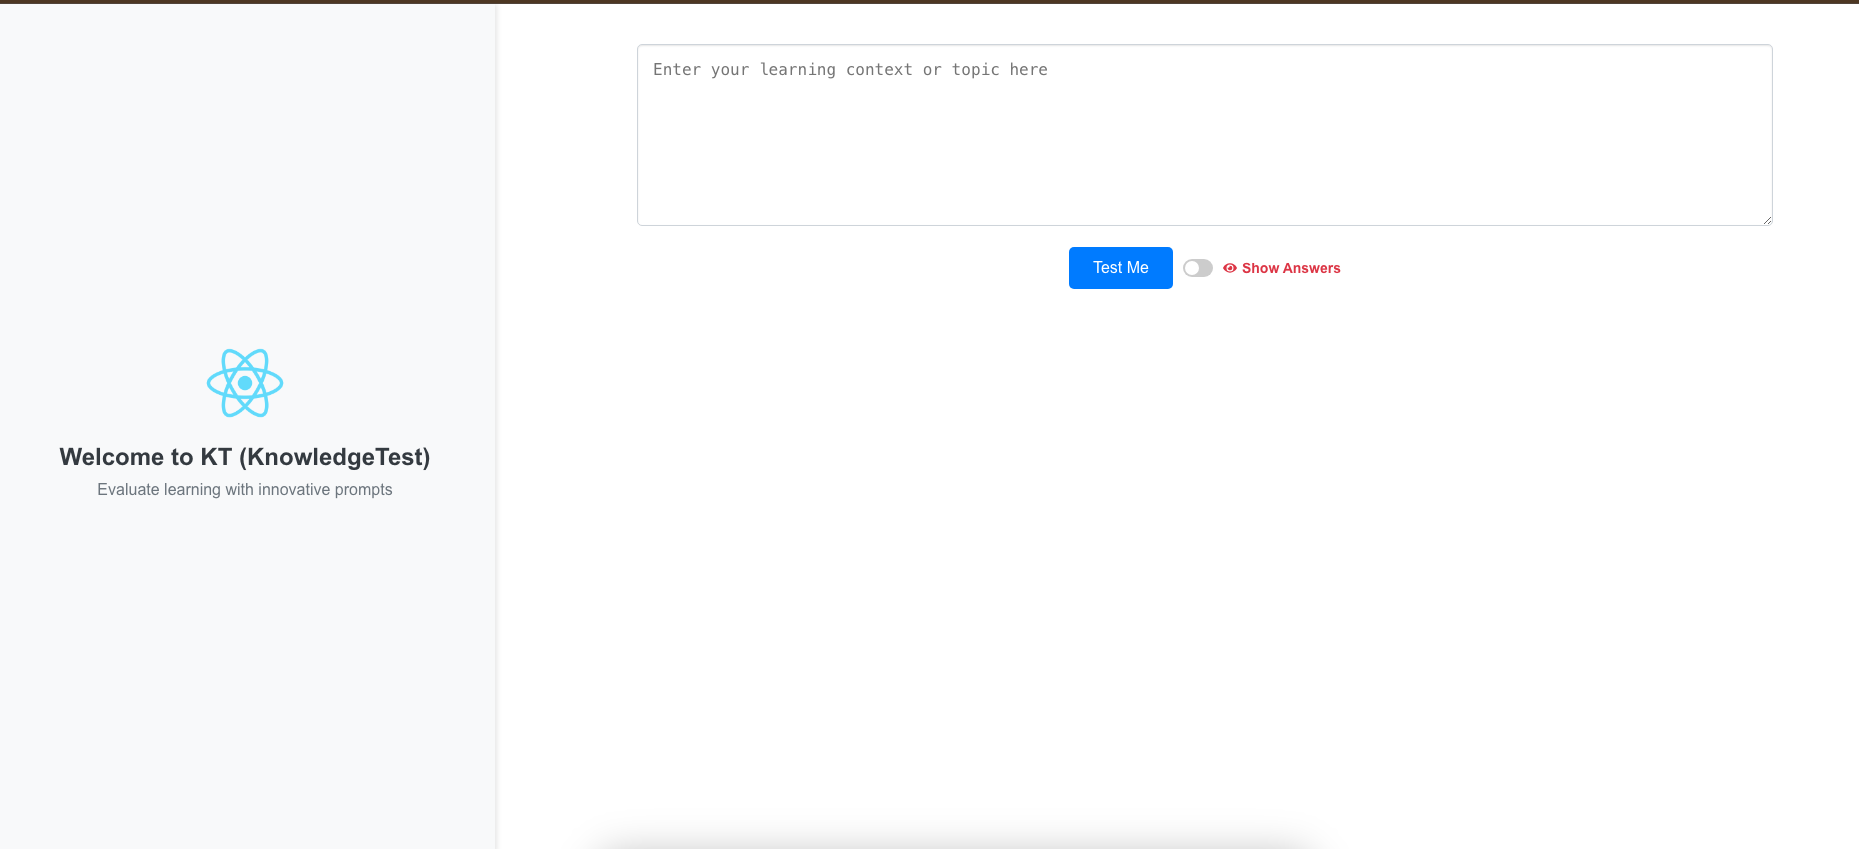 Enter your learning context or topic here
Test Me
Show Answers
Welcome to KT (KnowledgeTest)
Evaluate learning with innovative prompts